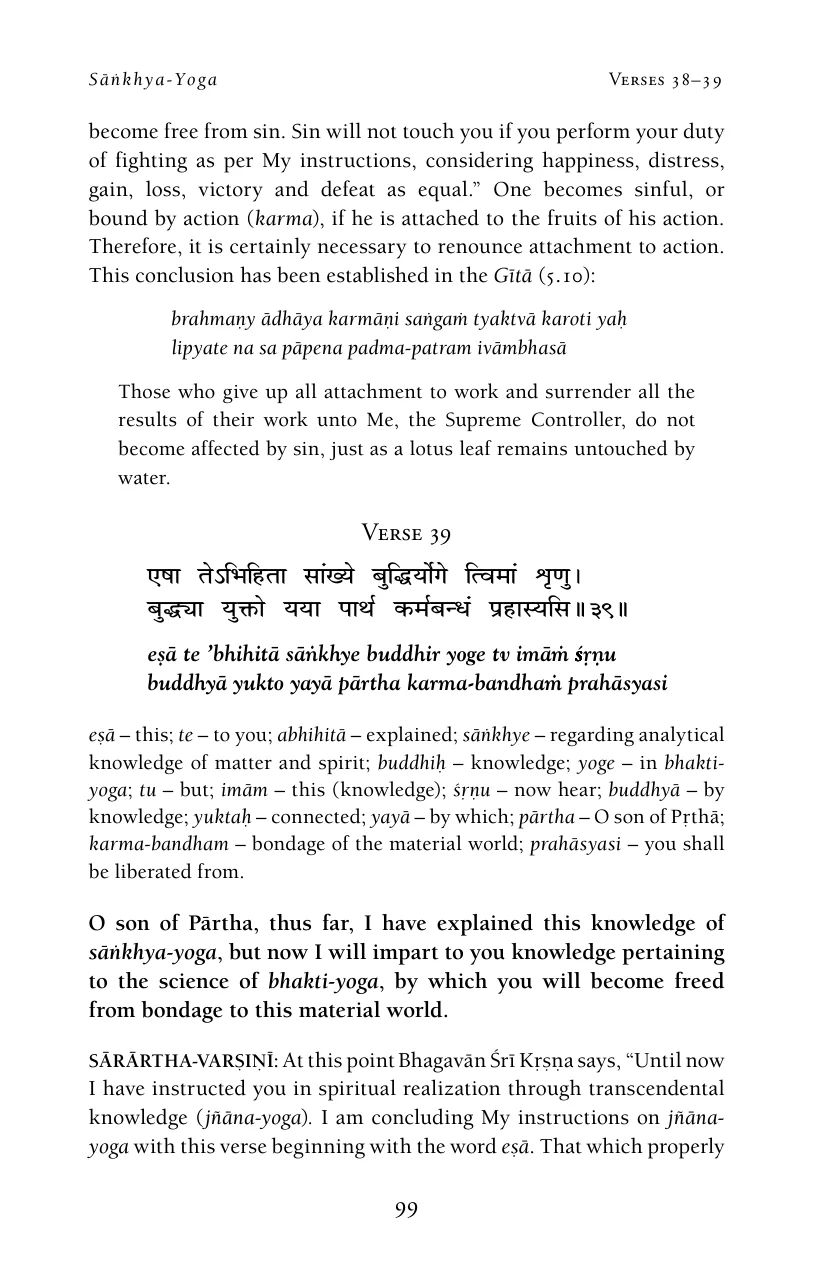 Sāṅkhya-Yoga Verses 38–39
become free from sin. Sin will not touch you if you perform your duty
of fighting as per My instructions, considering happiness, distress,
gain, loss, victory and defeat as equal.” One becomes sinful, or
bound by action (karma), if he is attached to the fruits of his action.
Therefore, it is certainly necessary to renounce attachment to action.
This conclusion has been established in the Gītā (5.10):
brahmaṇy ādhāya karmāṇi saṅgaṁ tyaktvā karoti yaḥ
lipyate na sa pāpena padma-patram ivāmbhasā
Those who give up all attachment to work and surrender all the
results of their work unto Me, the Supreme Controller, do not
become affected by sin, just as a lotus leaf remains untouched by
water.
Verse 39
एषा तेऽभिहिता सांख्ये बुद्धिर्योगे त्विमां शृणु।
बुद्ध्या युक्तो यया पार्थ कर्मबन्धं प्रहास्यसि॥३९॥
eṣā te ’bhihitā sāṅkhye buddhir yoge tv imāṁ śṛṇu
buddhyā yukto yayā pārtha karma-bandhaṁ prahāsyasi
eṣā – this; te – to you; abhihitā – explained; sāṅkhye – regarding analytical
knowledge of matter and spirit; buddhiḥ – knowledge; yoge – in bhakti-
yoga; tu – but; imām – this (knowledge); śṛṇu – now hear; buddhyā – by
knowledge; yuktaḥ – connected; yayā – by which; pārtha – O son of Pṛthā;
karma-bandham – bondage of the material world; prahāsyasi – you shall
be liberated from.
O son of Pārtha, thus far, I have explained this knowledge of
sāṅkhya-yoga, but now I will impart to you knowledge pertaining
to the science of bhakti-yoga, by which you will become freed
from bondage to this material world.
SĀRĀRTHA-VARṢIṆĪ: At this point Bhagavān Śrī Kṛṣṇa says, “Until now
I have instructed you in spiritual realization through transcendental
knowledge (jñāna-yoga). I am concluding My instructions on jñāna-
yoga with this verse beginning with the word eṣā. That which properly
99